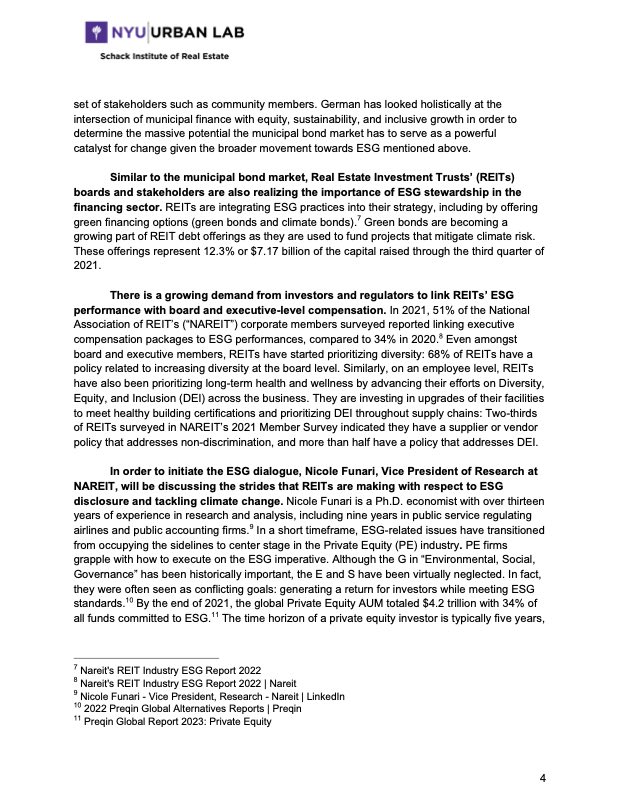 NYU URBAN LAB
Schack Institute of Real Estate
set of stakeholders such as community members. German has looked holistically at the
intersection of municipal finance with equity, sustainability, and inclusive growth in order to
determine the massive potential the municipal bond market has to serve as a powerful
catalyst for change given the broader movement towards ESG mentioned above.
Similar to the municipal bond market, Real Estate Investment Trusts' (REITs)
boards and stakeholders are also realizing the importance of ESG stewardship in the
financing sector. REITs are integrating ESG practices into their strategy, including by offering
green financing options (green bonds and climate bonds).7 Green bonds are becoming a
growing part of REIT debt offerings as they are used to fund projects that mitigate climate risk.
These offerings represent 12.3% or $7.17 billion of the capital raised through the third quarter of
2021.
There is a growing demand from investors and regulators to link REITs' ESG
performance with board and executive-level compensation. In 2021, 51% of the National
Association of REIT's ("NAREIT") corporate members surveyed reported linking executive
compensation packages to ESG performances, compared to 34% in 2020.8 Even amongst
board and executive members, REITs have started prioritizing diversity: 68% of REITs have a
policy related to increasing diversity at the board level. Similarly, on an employee level, REITs
have also been prioritizing long-term health and wellness by advancing their efforts on Diversity,
Equity, and Inclusion (DEI) across the business. They are investing in upgrades of their facilities
to meet healthy building certifications and prioritizing DEI throughout supply chains: Two-thirds
of REITs surveyed in NAREIT's 2021 Member Survey indicated they have a supplier or vendor
policy that addresses non-discrimination, and more than half have a policy that addresses DEI.
In order to initiate the ESG dialogue, Nicole Funari, Vice President of Research at
NAREIT, will be discussing the strides that REITs are making with respect to ESG
disclosure and tackling climate change. Nicole Funari is a Ph.D. economist with over thirteen
years of experience in research and analysis, including nine years in public service regulating
airlines and public accounting firms.9 In a short timeframe, ESG-related issues have transitioned
from occupying the sidelines to center stage in the Private Equity (PE) industry. PE firms
grapple with how to execute on the ESG imperative. Although the G in "Environmental, Social,
Governance" has been historically important, the E and S have been virtually neglected. In fact,
they were often seen as conflicting goals: generating a return for investors while meeting ESG
standards.10 By the end of 2021, the global Private Equity AUM totaled $4.2 trillion with 34% of
all funds committed to ESG.11 The time horizon of a private equity investor is typically five years,
7 Nareit's REIT Industry ESG Report 2022
8 Nareit's REIT Industry ESG Report 2022 | Nareit
9 Nicole Funari - Vice President, Research - Nareit | LinkedIn
10 2022 Preqin Global Alternatives Reports | Preqin
11 Preqin Global Report 2023: Private Equity
4